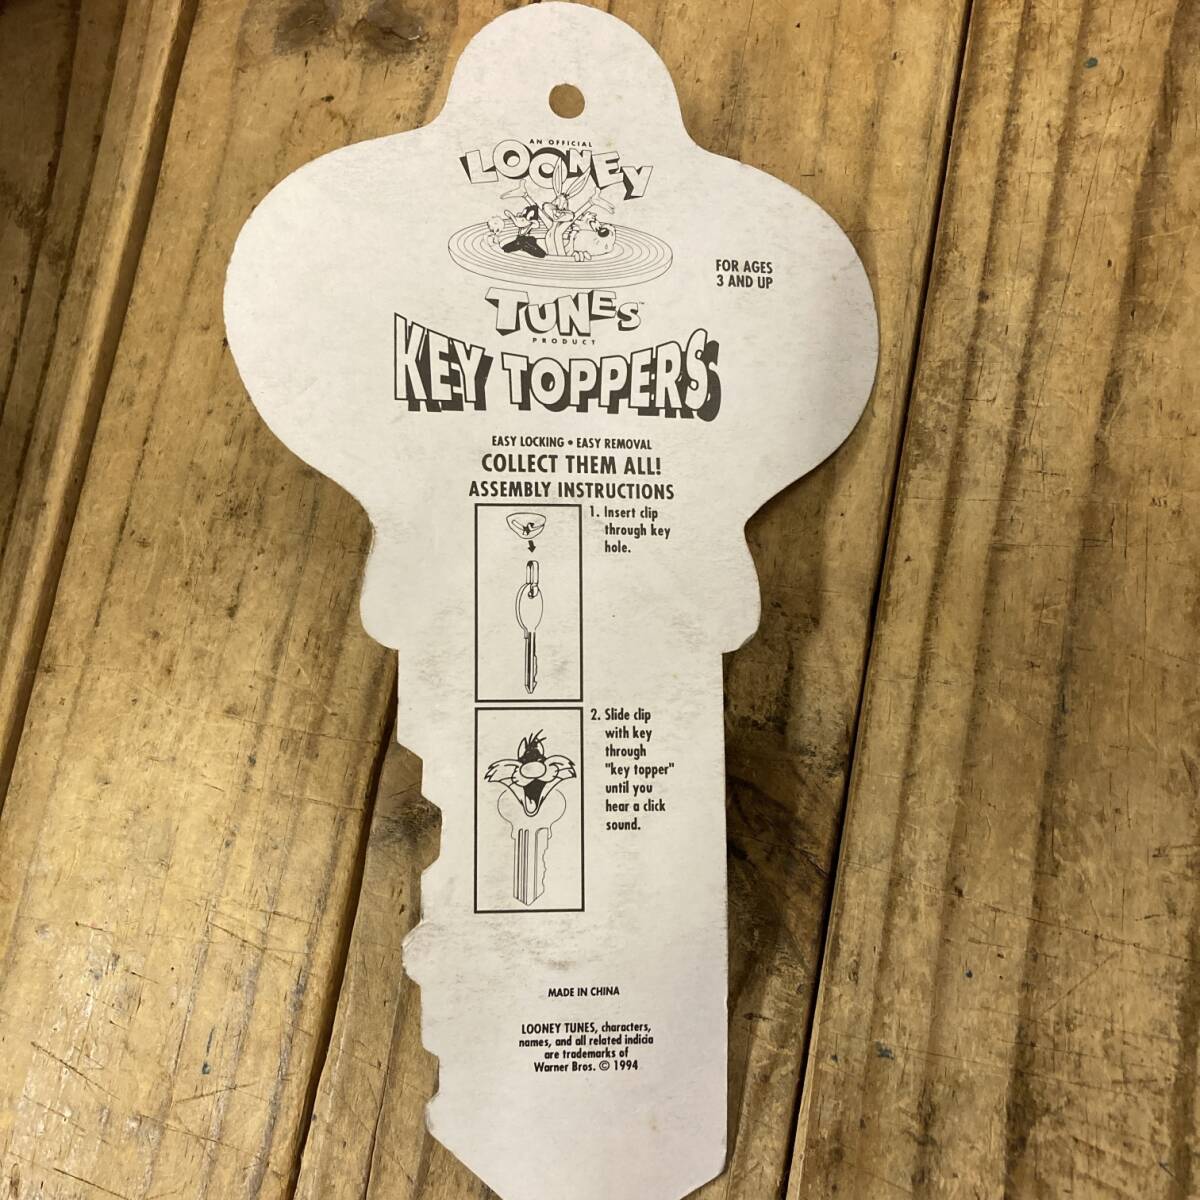 AN OFFICIAL
LOONEY
TUNES™
PRODUCT
FOR AGES
3 AND UP
KEY TOPPERS
EASY LOCKING • EASY REMOVAL
COLLECT THEM ALL!
ASSEMBLY INSTRUCTIONS
1. Insert clip
through key
hole.
2. Slide clip
with key
through
"key topper"
until you
hear a click
sound.
MADE IN CHINA
LOONEY TUNES, characters,
names, and all related indicia
are trademarks of
Warner Bros. © 1994